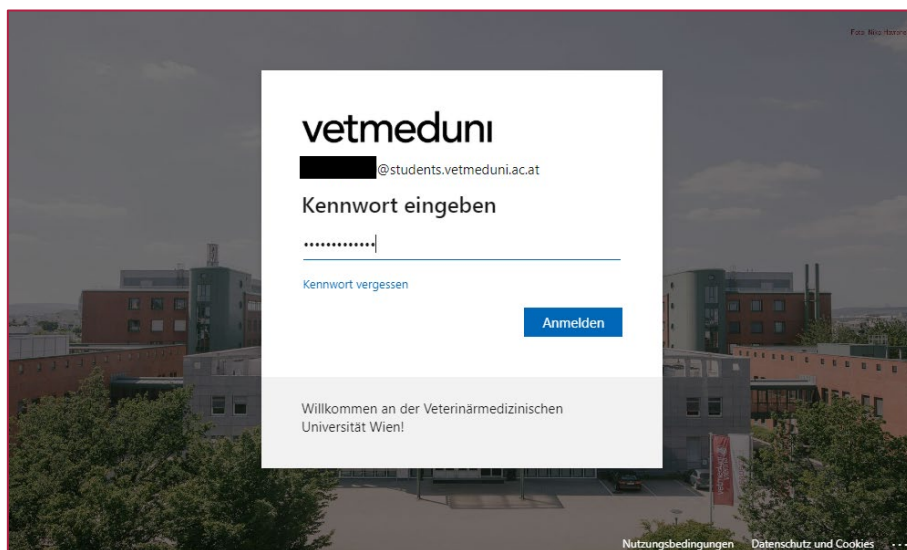 vetmeduni
@students.vetmeduni.ac.at
Kennwort eingeben
Kennwort vergessen
Anmelden
Willkommen an der Veterinärmedizinischen
Universität Wien!
Nutzungsbedingungen Datenschutz und Cookies ...